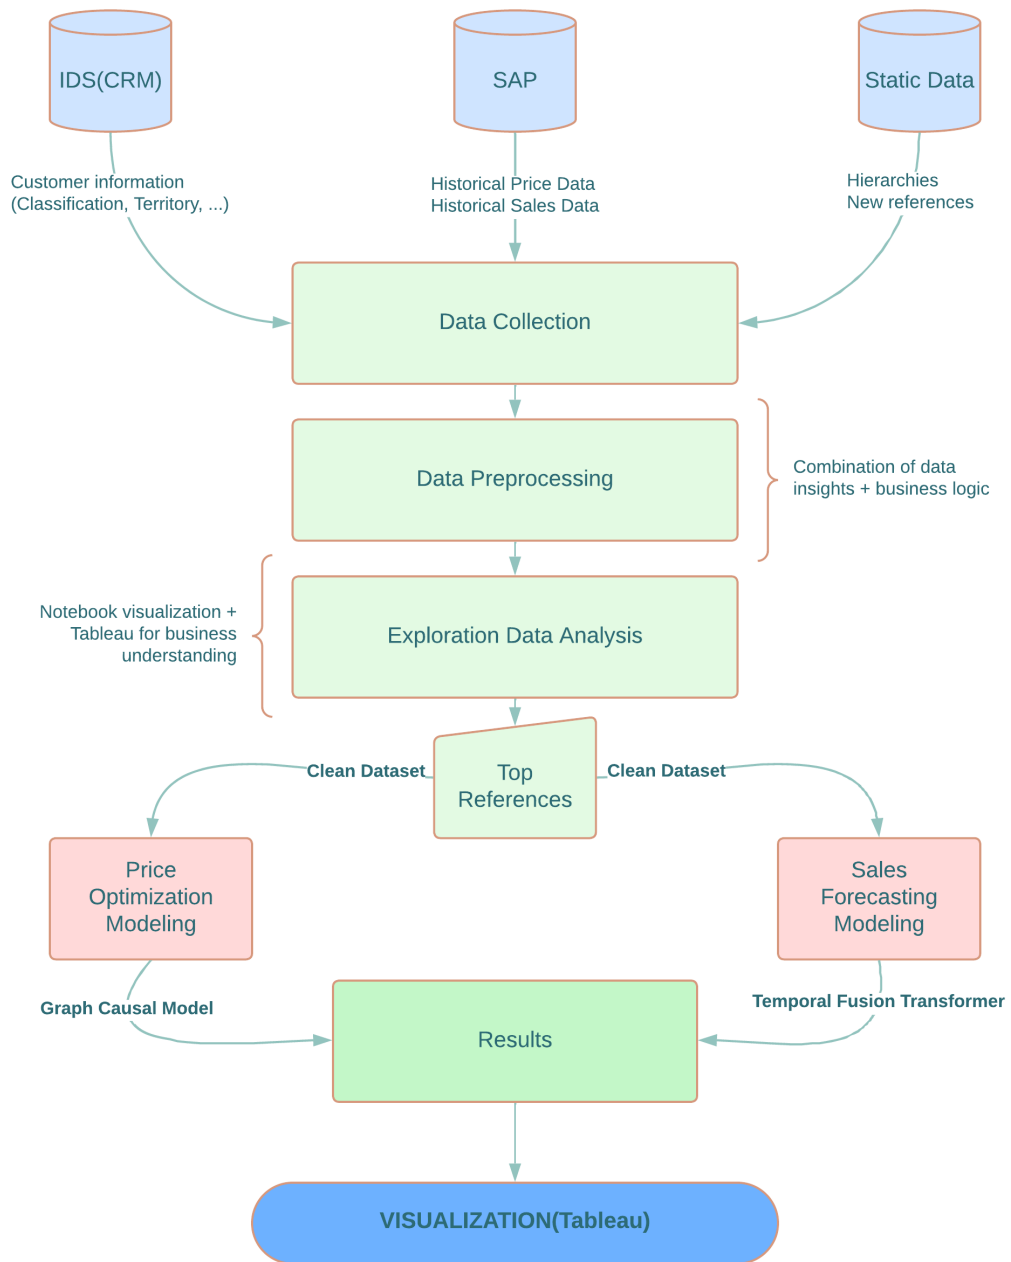 IDS(CRM)
SAP
Static Data
Customer information
(Classification, Territory, ...)
Historical Price Data
Historical Sales Data
Hierarchies
New references
Data Collection
Data Preprocessing
Combination of data
insights + business logic
Notebook visualization +
Tableau for business
understanding
Exploration Data Analysis
Clean Dataset
Top
References
Clean Dataset
Price
Optimization
Modeling
Sales
Forecasting
Modeling
Graph Causal Model
Temporal Fusion Transformer
Results
VISUALIZATION(Tableau)